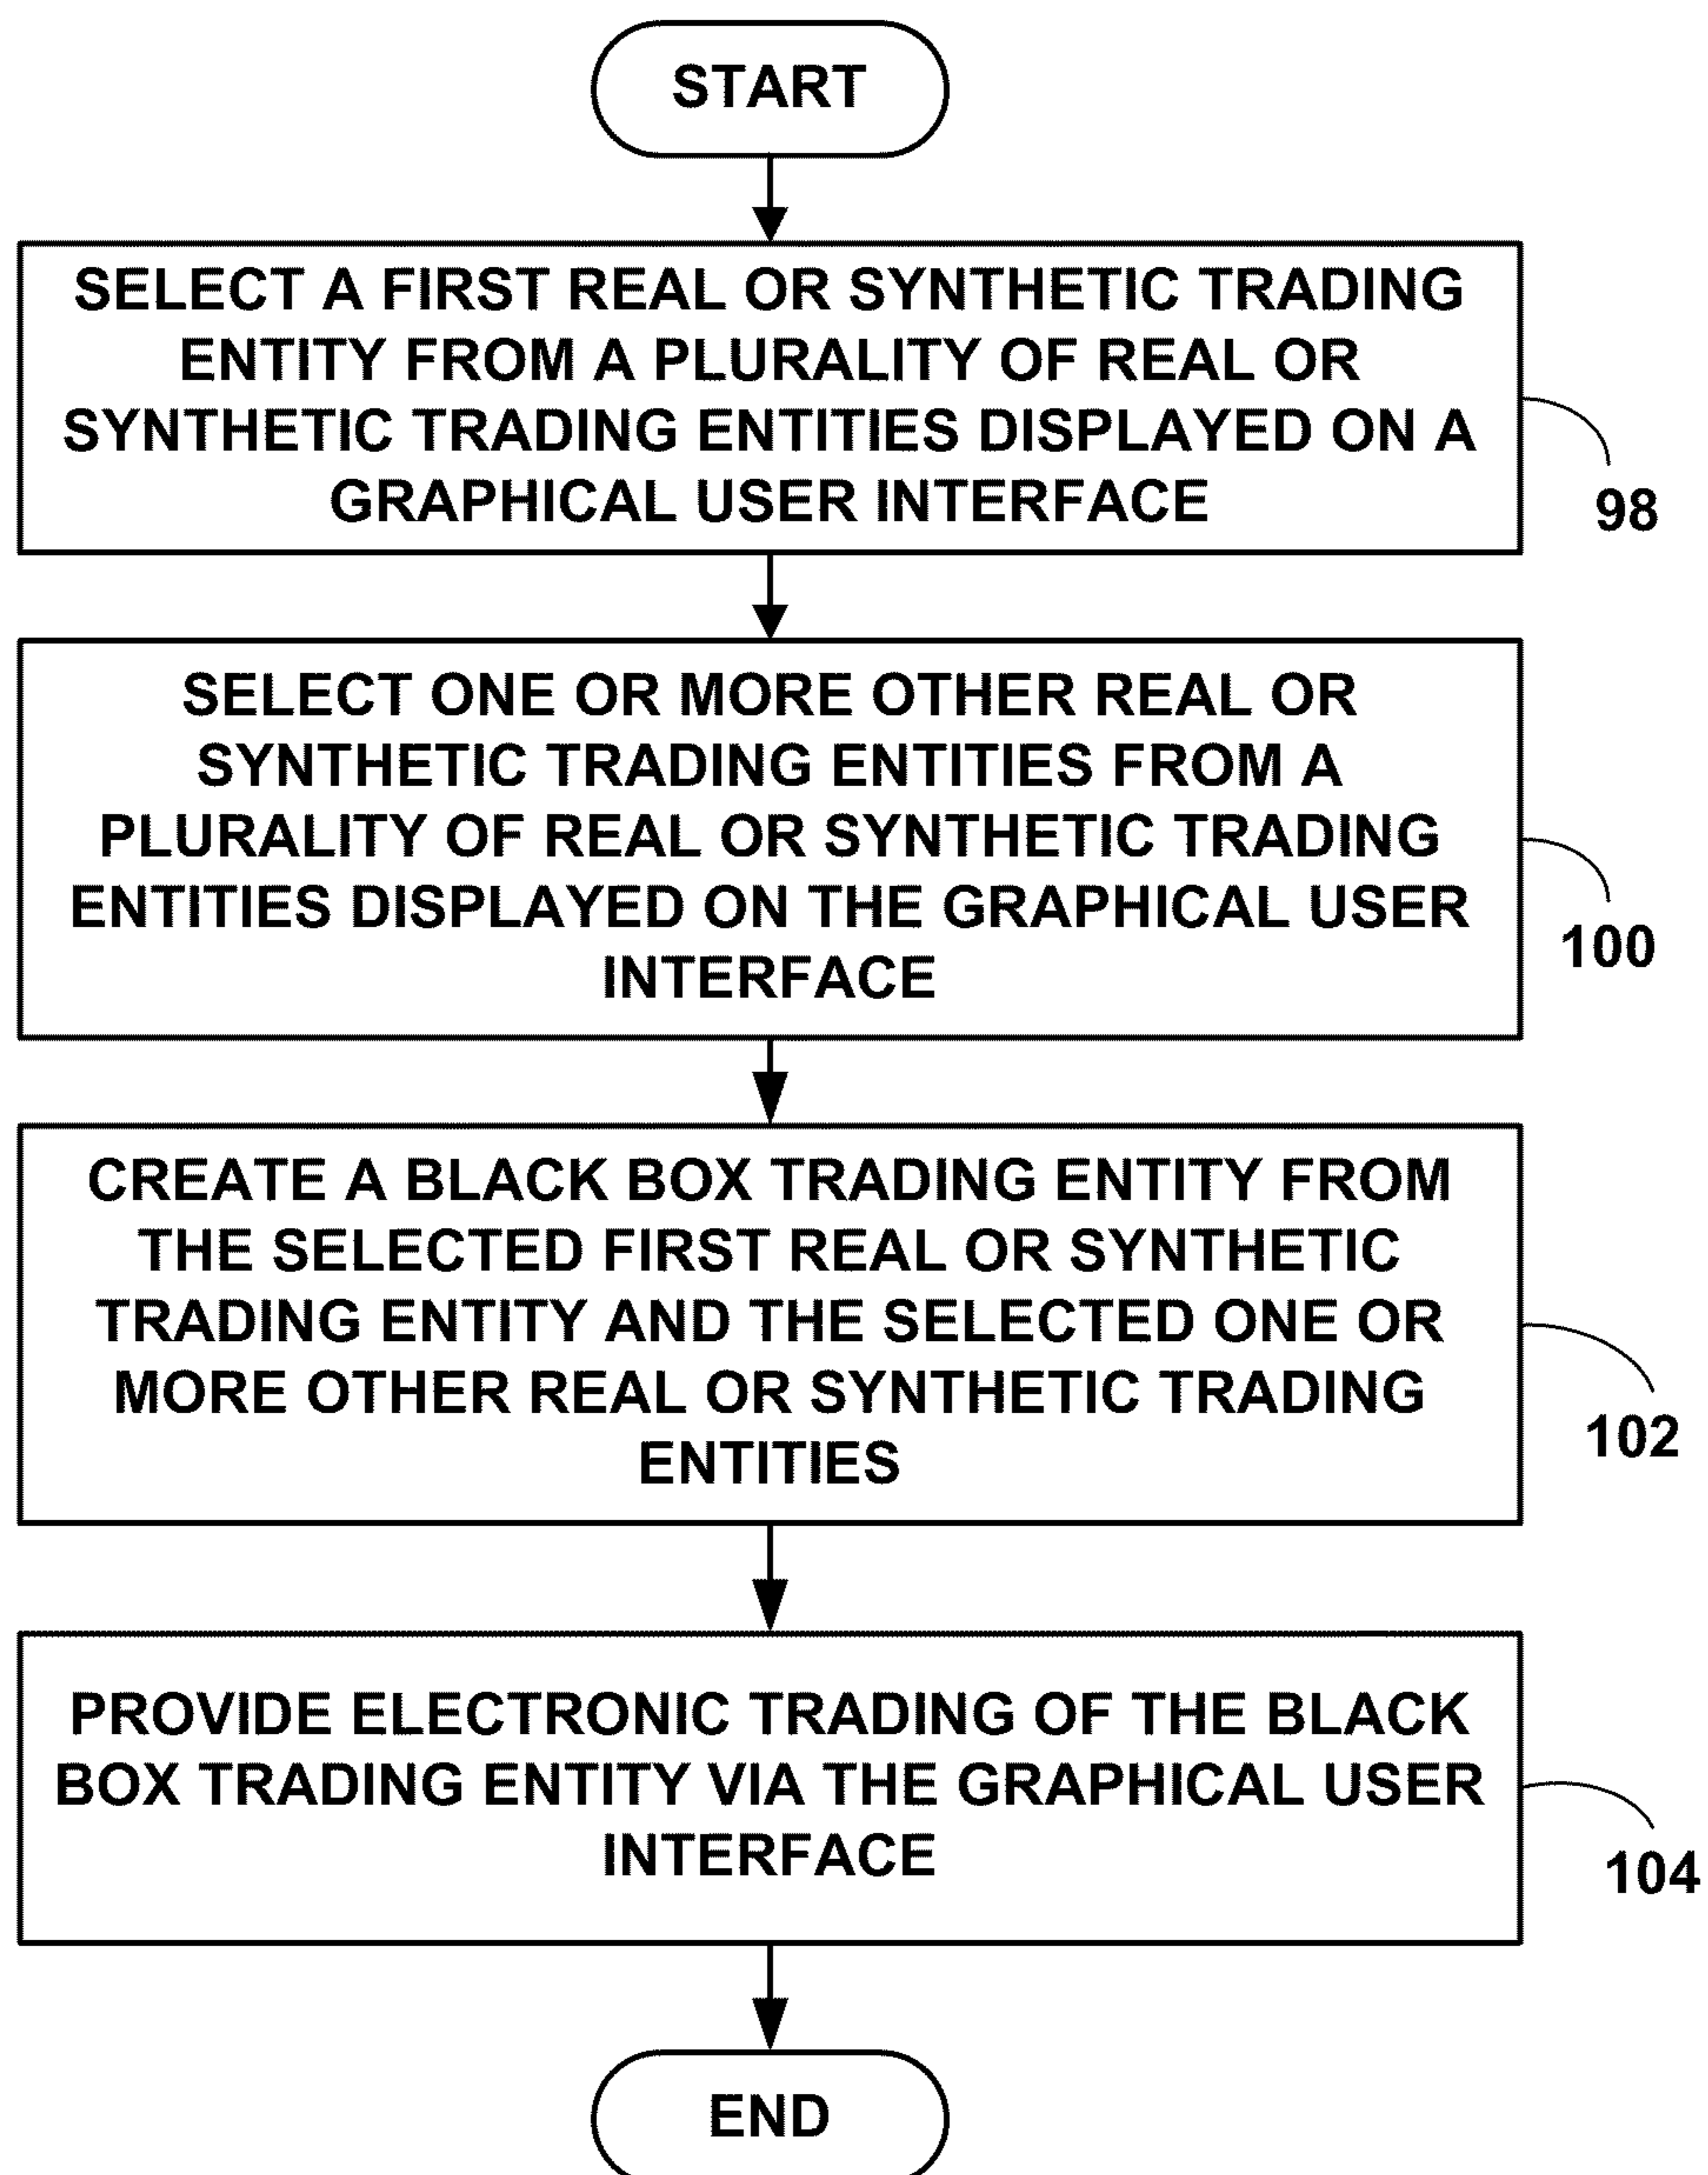 START
SELECT A FIRST REAL OR SYNTHETIC TRADING
ENTITY FROM A PLURALITY OF REAL OR
SYNTHETIC TRADING ENTITIES DISPLAYED ON A
GRAPHICAL USER INTERFACE
98
SELECT ONE OR MORE OTHER REAL OR
SYNTHETIC TRADING ENTITIES FROM A
PLURALITY OF REAL OR SYNTHETIC TRADING
ENTITIES DISPLAYED ON THE GRAPHICAL USER
INTERFACE
100
CREATE A BLACK BOX TRADING ENTITY FROM
THE SELECTED FIRST REAL OR SYNTHETIC
TRADING ENTITY AND THE SELECTED ONE OR
MORE OTHER REAL OR SYNTHETIC TRADING
ENTITIES
102
PROVIDE ELECTRONIC TRADING OF THE BLACK
BOX TRADING ENTITY VIA THE GRAPHICAL USER
INTERFACE
104
END